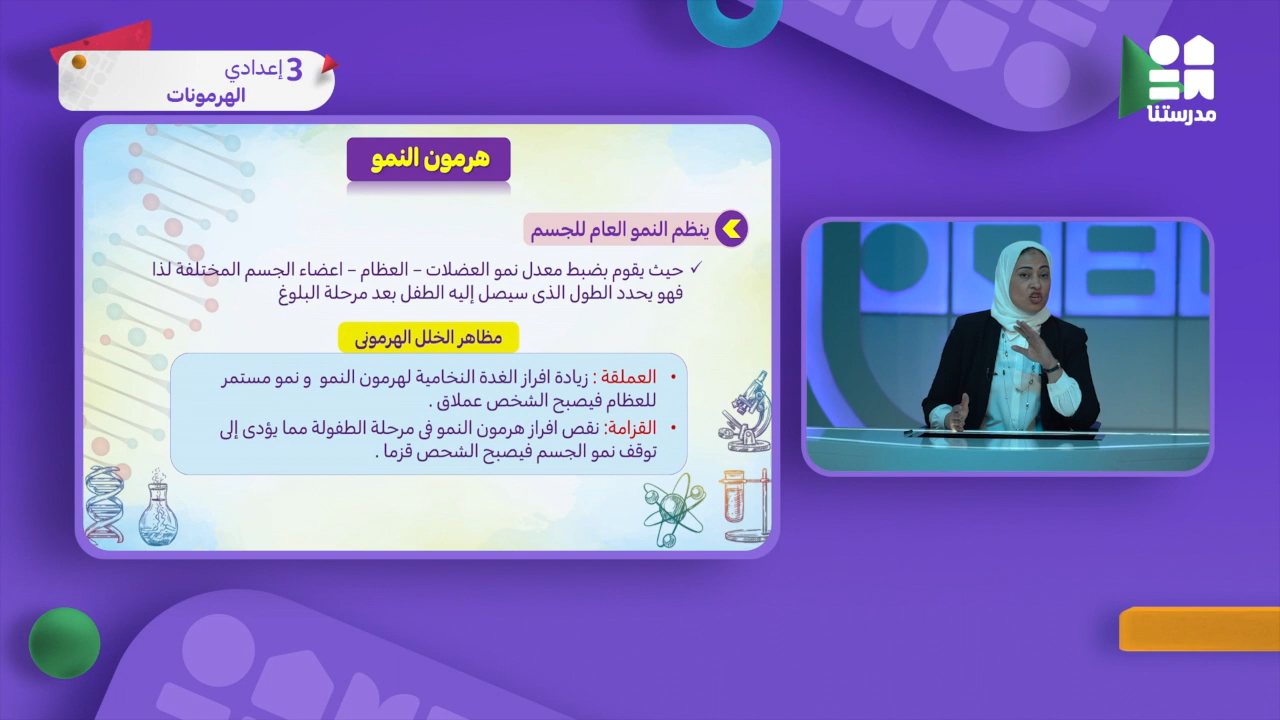 3 إعدادي
الهرمونات
مدرستنا
هرمون النمو
ينظم النمو العام للجسم
✓ حيث يقوم بضبط معدل نمو العضلات – العظام – اعضاء الجسم المختلفة لذا
فهو يحدد الطول الذى سيصل إليه الطفل بعد مرحلة البلوغ
مظاهر الخلل الهرمونى
• العملقة : زيادة افراز الغدة النخامية لهرمون النمو و نمو مستمر
للعظام فيصبح الشخص عملاق .
• القزامة: نقص افراز هرمون النمو فى مرحلة الطفولة مما يؤدى إلى
توقف نمو الجسم فيصبح الشحص قزما .